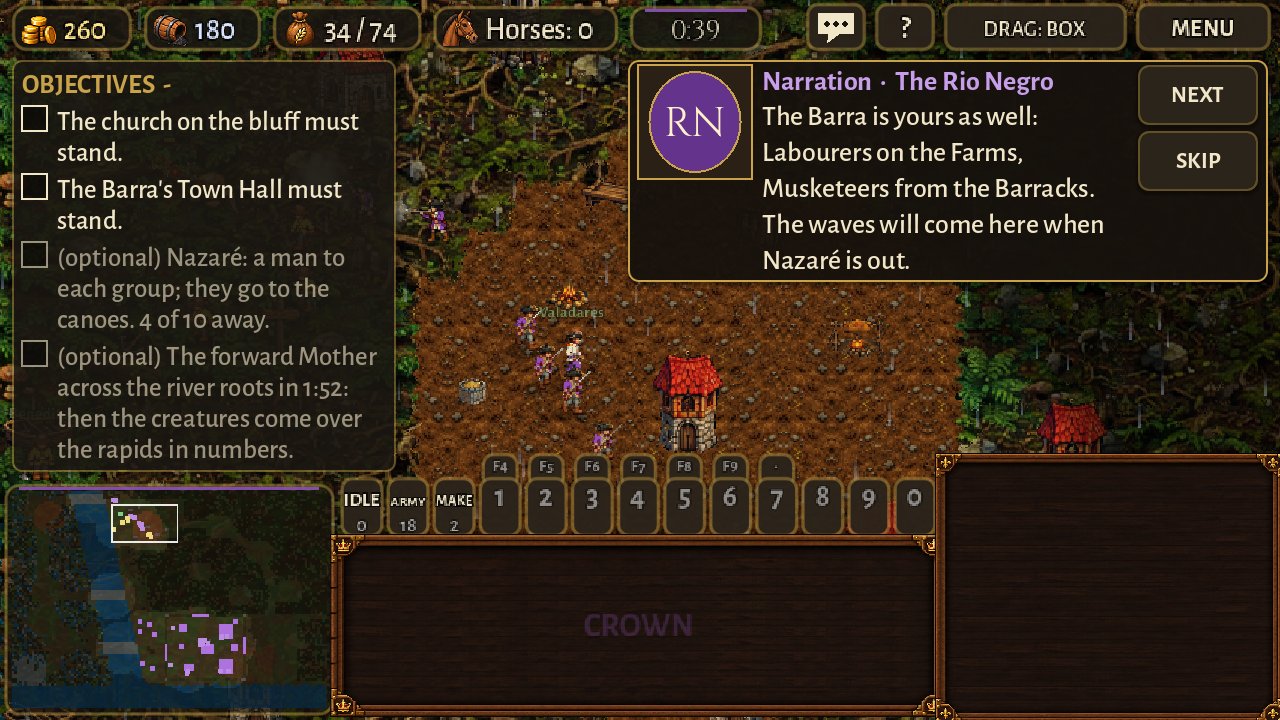 260
180
34/74
Horses: 0
0:39
?
DRAG: BOX
MENU
OBJECTIVES -
The church on the bluff must
stand.
The Barra's Town Hall must
stand.
(optional) Nazaré: a man to
each group; they go to the
canoes. 4 of 10 away.
(optional) The forward Mother
across the river roots in 1:52:
then the creatures come over
the rapids in numbers.
RN
Narration · The Rio Negro
The Barra is yours as well:
Labourers on the Farms,
Musketeers from the Barracks.
The waves will come here when
Nazaré is out.
NEXT
SKIP
Valadares
F4 F5 F6 F7 F8 F9 ·
IDLE ARMY MAKE 1 2 3 4 5 6 7 8 9 0
0 18 2
CROWN